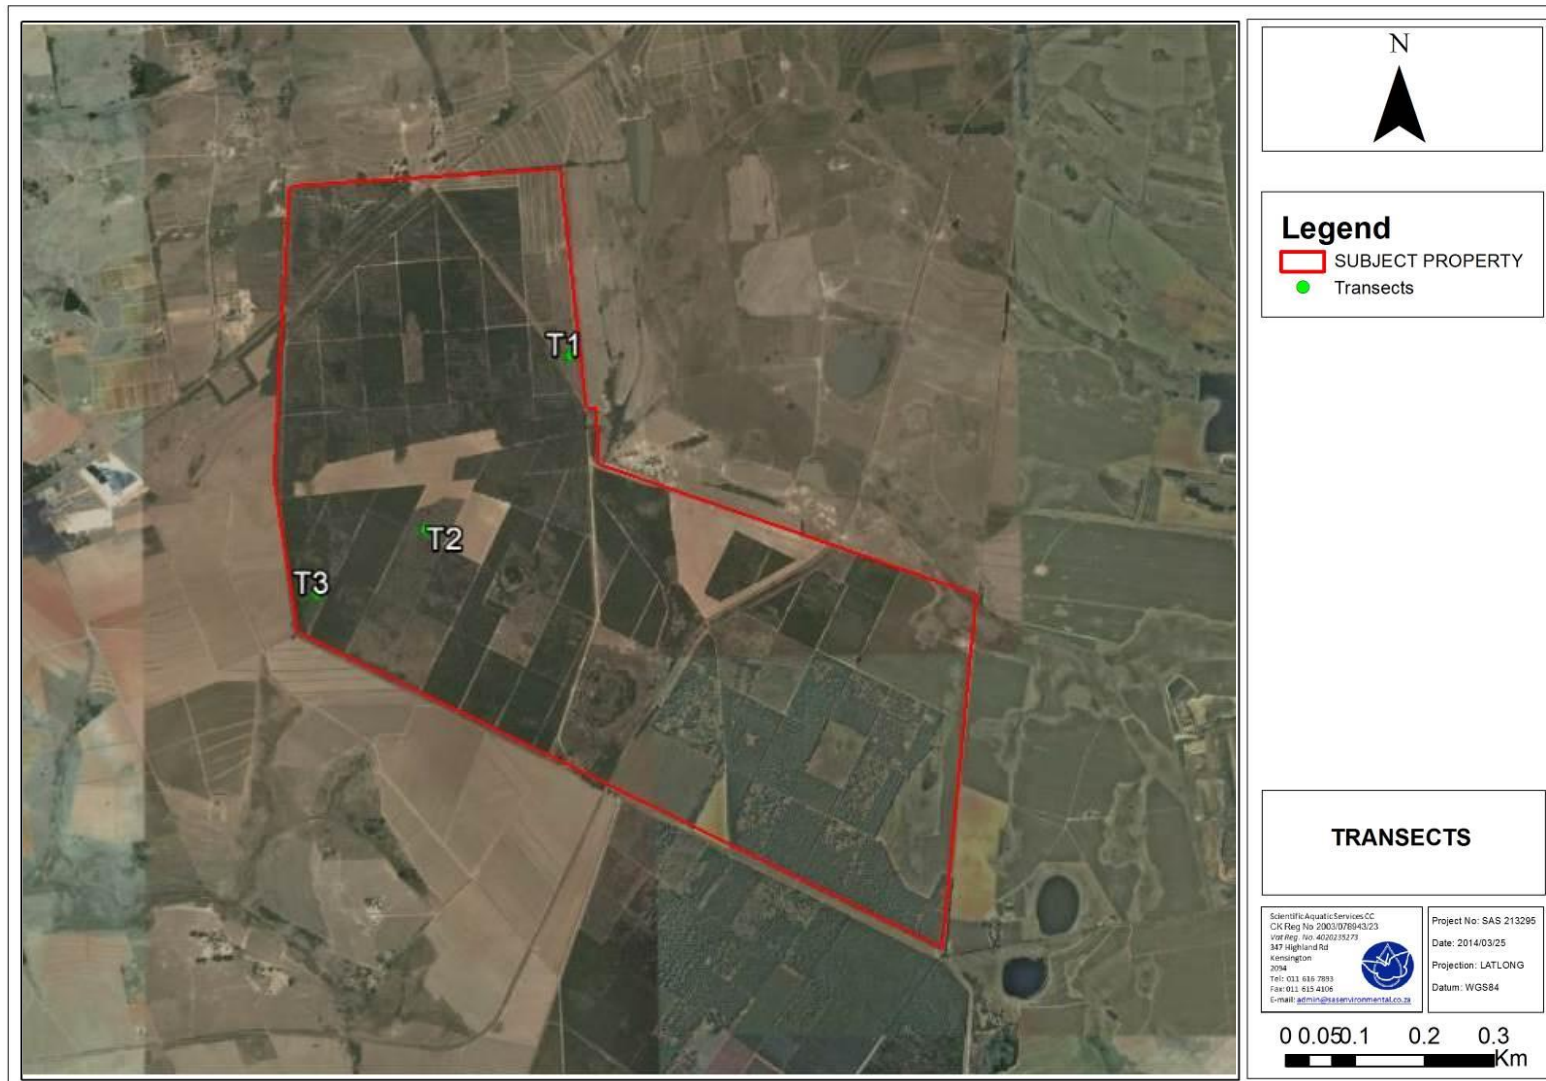 T1
T2
T3
N
Legend
SUBJECT PROPERTY
Transects
TRANSECTS
Scientific Aquatic Services CC
CK Reg No 2003/078943/23
Vat Reg. No. 4020235273
347 Highland Rd
Kensington
2094
Tel: 011 616 7893
Fax: 011 615 4106
E-mail: admin@sasenvironmental.co.za
Project No: SAS 213295
Date: 2014/03/25
Projection: LATLONG
Datum: WGS84
0 0.05 0.1 0.2 0.3
Km